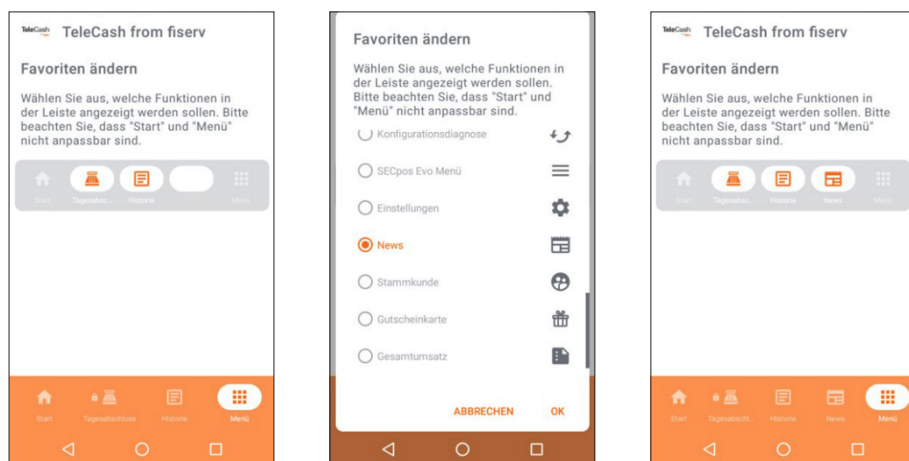 TeleCash TeleCash from fiserv
Favoriten ändern
Wählen Sie aus, welche Funktionen in
der Leiste angezeigt werden sollen. Bitte
beachten Sie, dass "Start" und "Menü"
nicht anpassbar sind.
Start Tagesabsc... Historie Menü
Start Tagesabschluss Historie Menü
Favoriten ändern
Wählen Sie aus, welche Funktionen in
der Leiste angezeigt werden sollen.
Bitte beachten Sie, dass "Start" und
"Menü" nicht anpassbar sind.
Konfigurationsdiagnose
SECpos Evo Menü
Einstellungen
News
Stammkunde
Gutscheinkarte
Gesamtumsatz
ABBRECHEN OK
TeleCash TeleCash from fiserv
Favoriten ändern
Wählen Sie aus, welche Funktionen in
der Leiste angezeigt werden sollen. Bitte
beachten Sie, dass "Start" und "Menü"
nicht anpassbar sind.
Start Tagesabsc... Historie News Menü
Start Tagesabschl... Historie News Menü